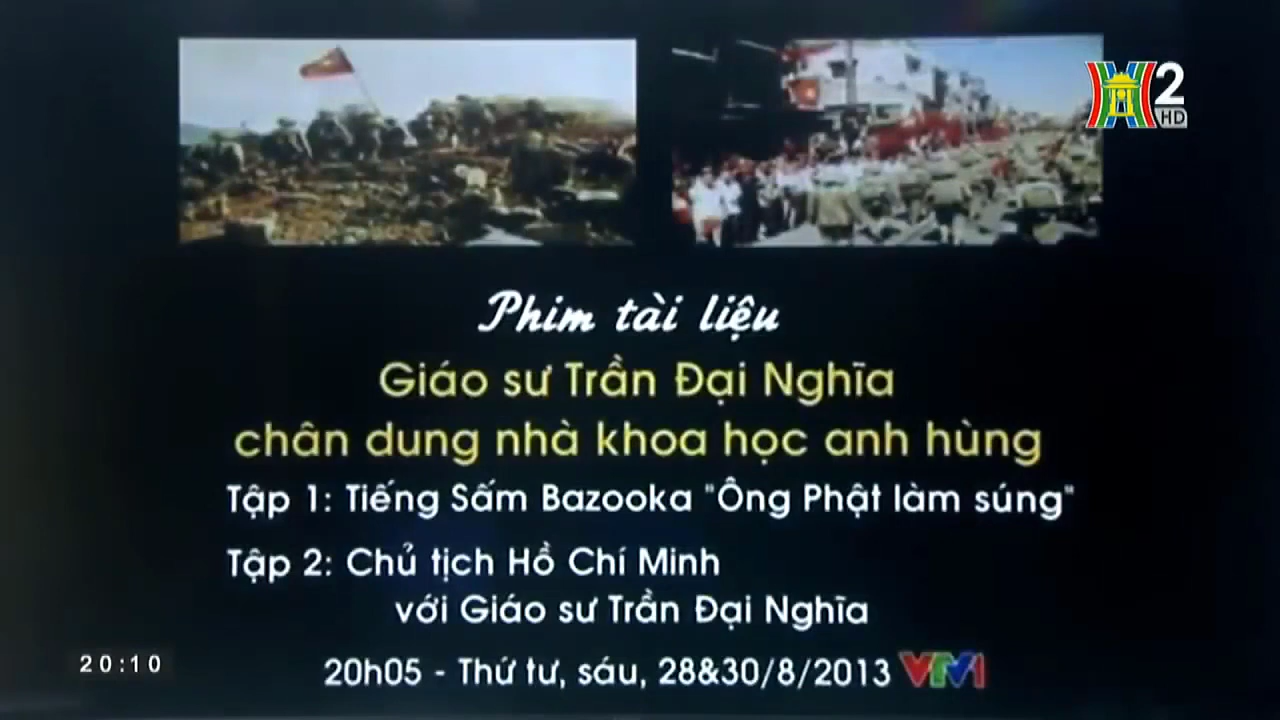 2
HD
Phim tài liệu
Giáo sư Trần Đại Nghĩa
chân dung nhà khoa học anh hùng
Tập 1: Tiếng Sấm Bazooka "Ông Phật làm súng"
Tập 2: Chủ tịch Hồ Chí Minh
với Giáo sư Trần Đại Nghĩa
20:10
20h05 - Thứ tư, sáu, 28&30/8/2013 VTV1